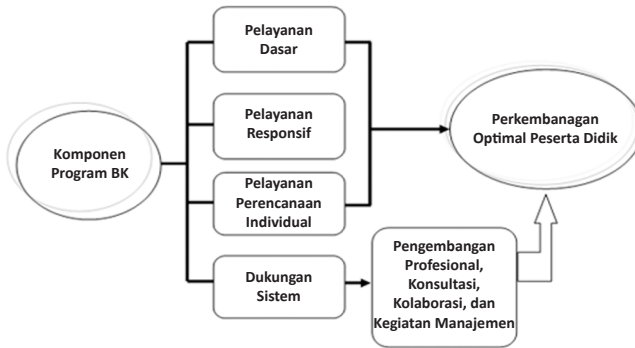 Komponen
Program BK
Pelayanan
Dasar
Pelayanan
Responsif
Pelayanan
Perencanaan
Individual
Dukungan
Sistem
Pengembangan
Profesional,
Konsultasi,
Kolaborasi, dan
Kegiatan Manajemen
Perkembanagan
Optimal Peserta Didik